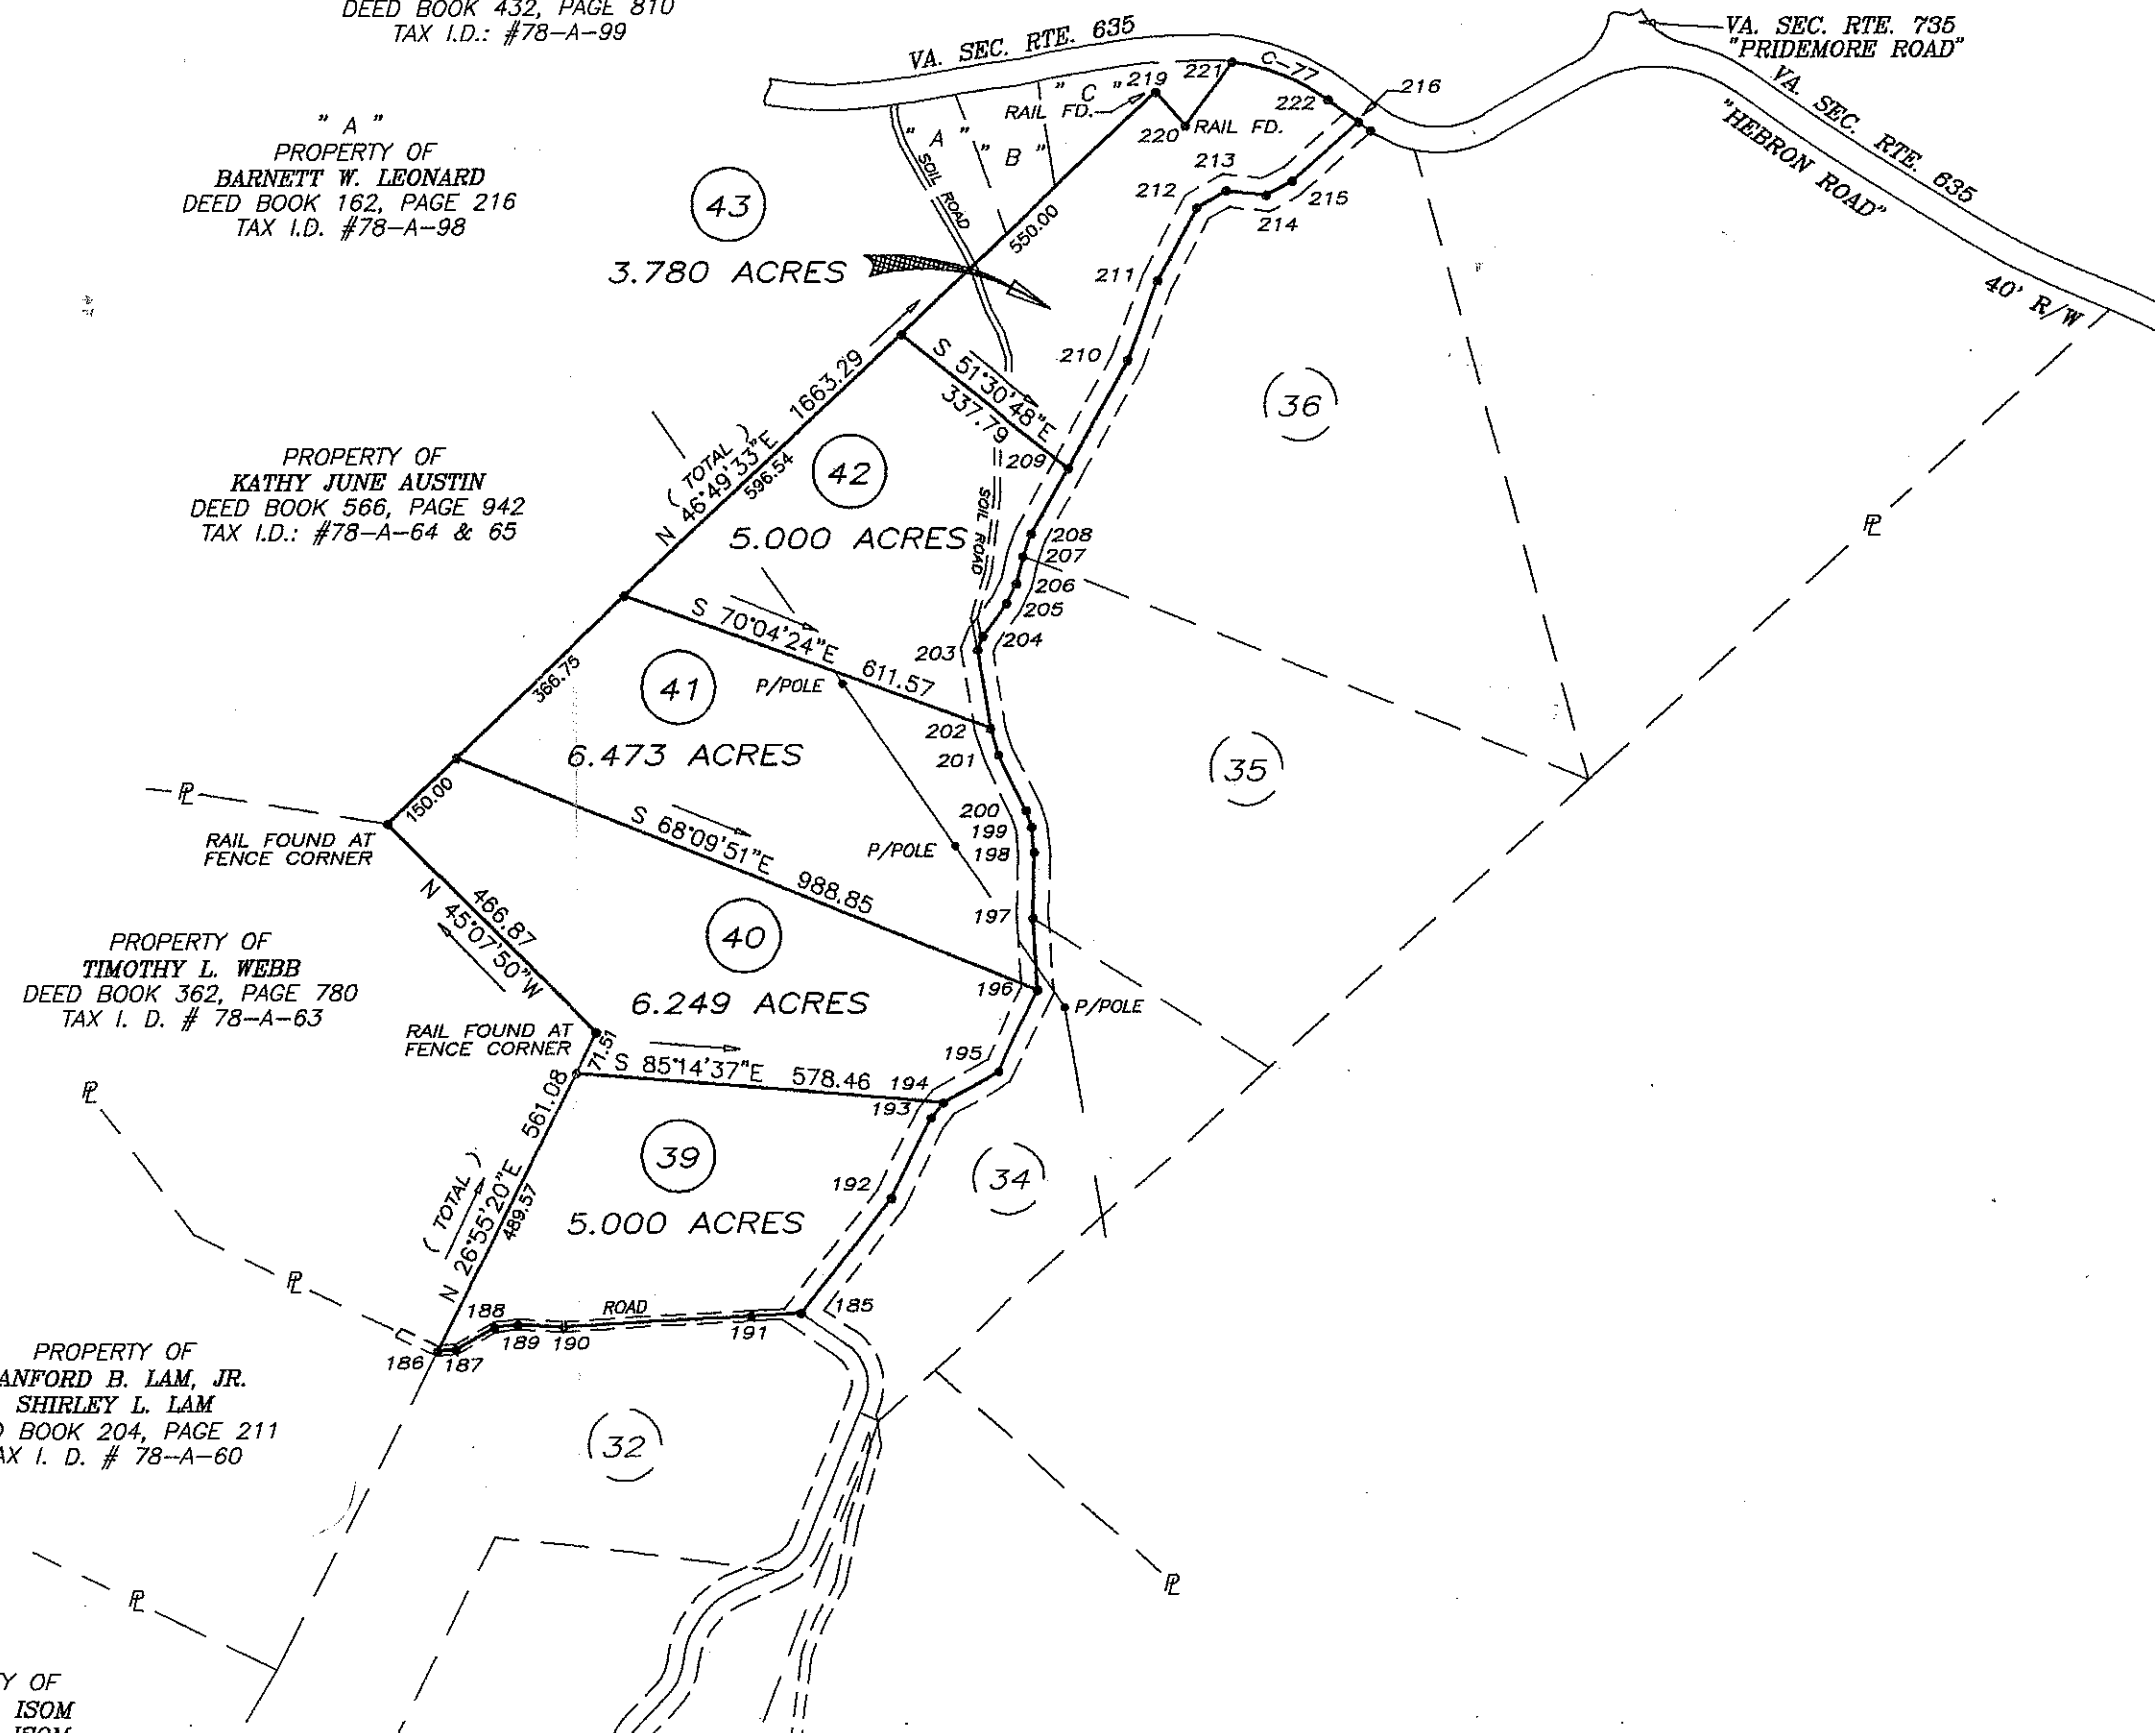 DEED BOOK 432, PAGE 810
TAX I.D.: #78-A-99
VA. SEC. RTE. 635
VA. SEC. RTE. 735
"PRIDEMORE ROAD"
VA. SEC. RTE. 635
"HEBRON ROAD"
40' R/W
" A "
PROPERTY OF
BARNETT W. LEONARD
DEED BOOK 162, PAGE 216
TAX I.D. #78-A-98
" A "
" B "
" C "
219
RAIL FD.
220
RAIL FD.
221
C-77
222
216
SOIL ROAD
213
212
214
215
211
210
43
3.780 ACRES
550.00
S 51°30'48"E
337.79
209
36
1663.29
( TOTAL )
N 46°49'33"E
596.54
PROPERTY OF
KATHY JUNE AUSTIN
DEED BOOK 566, PAGE 942
TAX I.D.: #78-A-64 & 65
42
5.000 ACRES
SOIL ROAD
208
207
206
205
204
203
PL
S 70°04'24"E
611.57
366.75
41
P/POLE
6.473 ACRES
202
201
200
199
198
197
35
PL
150.00
RAIL FOUND AT
FENCE CORNER
S 68°09'51"E
988.85
P/POLE
N 45°07'50"W
466.87
40
6.249 ACRES
196
P/POLE
195
PROPERTY OF
TIMOTHY L. WEBB
DEED BOOK 362, PAGE 780
TAX I. D. # 78-A-63
RAIL FOUND AT
FENCE CORNER
71.51
S 85°14'37"E
578.46
194
193
PL
561.08
( TOTAL )
N 26°55'20"E
489.57
39
5.000 ACRES
192
34
PL
188
ROAD
185
186
187
189
190
191
PROPERTY OF
ANFORD B. LAM, JR.
SHIRLEY L. LAM
BOOK 204, PAGE 211
AX I. D. # 78-A-60
32
PL
PL
Y OF
ISOM
ISOM